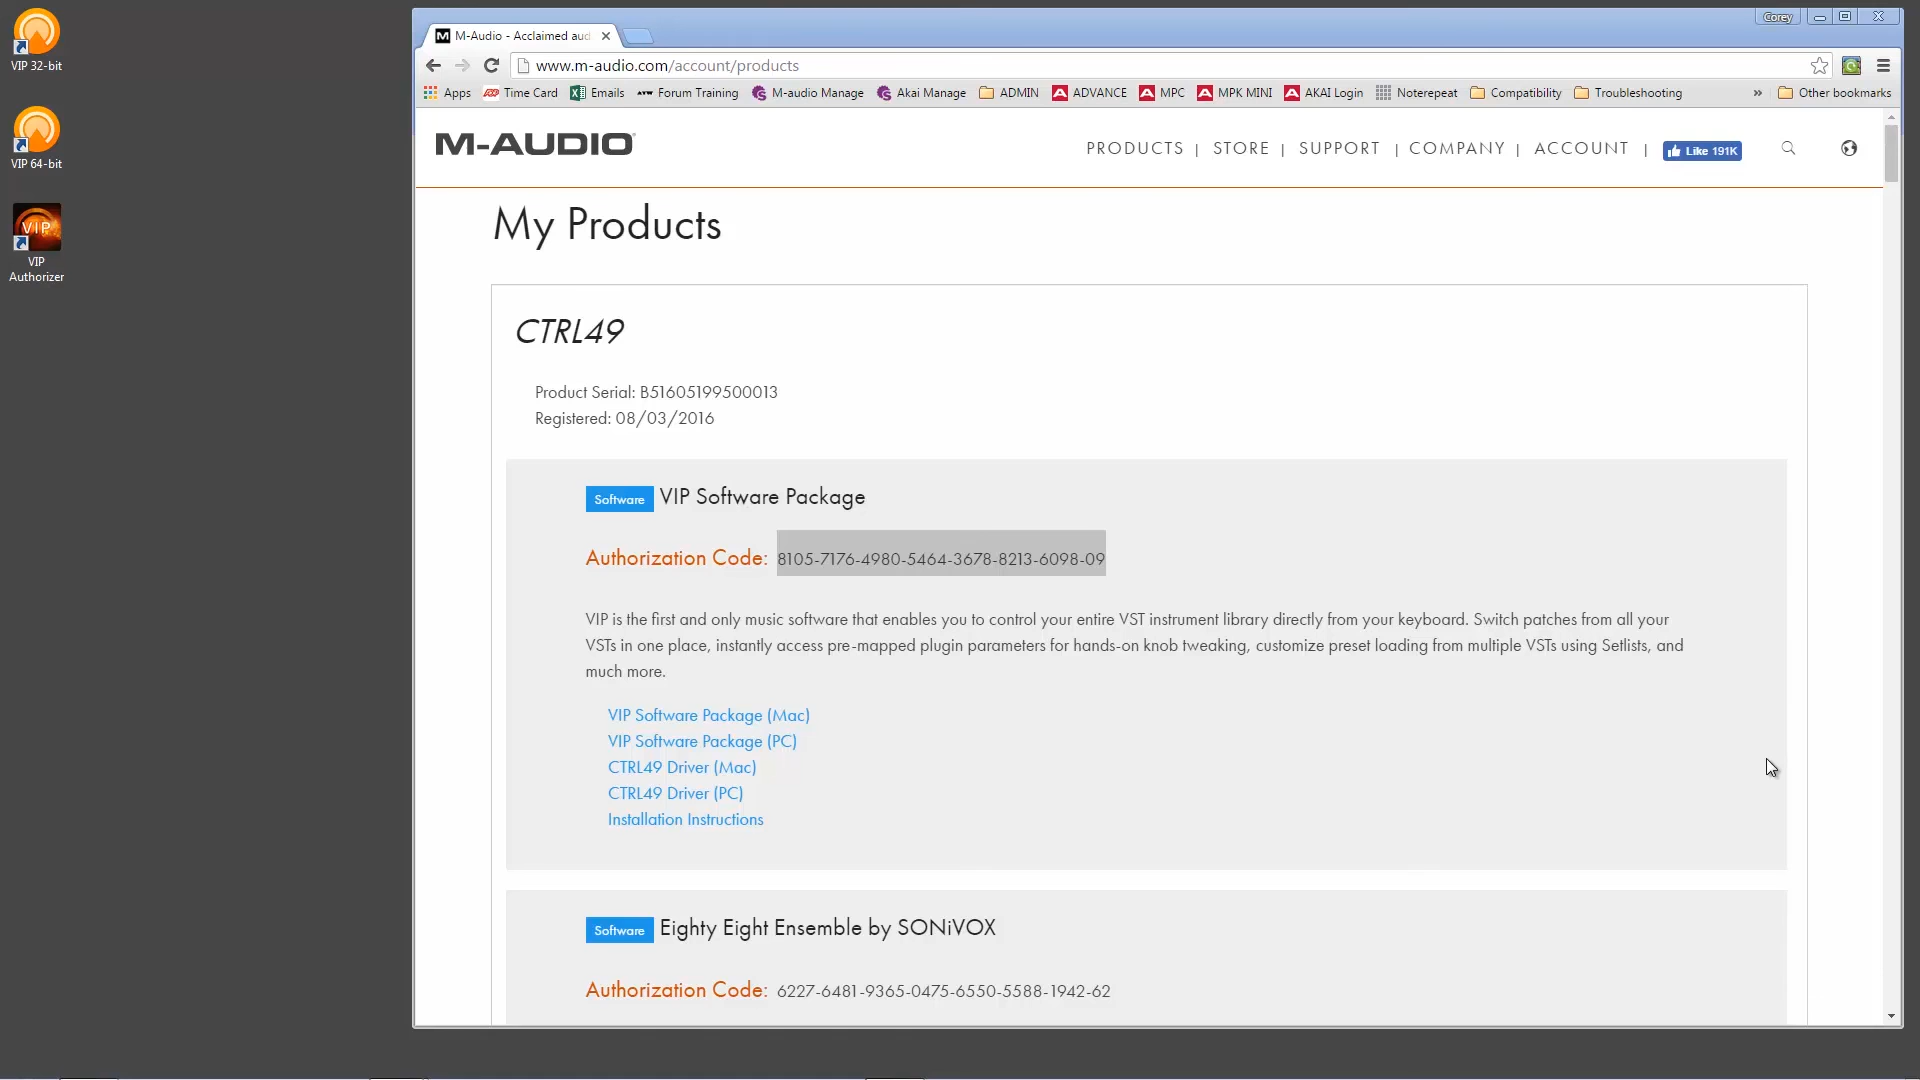 VIP 32-bit
VIP 64-bit
VIP
VIP
Authorizer
Corey
M-Audio - Acclaimed aud
www.m-audio.com/account/products
Apps Time Card Emails Forum Training M-audio Manage Akai Manage ADMIN ADVANCE MPC MPK MINI AKAI Login Noterepeat Compatibility Troubleshooting » Other bookmarks
M-AUDIO
PRODUCTS | STORE | SUPPORT | COMPANY | ACCOUNT | Like 191K
My Products
CTRL49
Product Serial: B51605199500013
Registered: 08/03/2016
Software VIP Software Package
Authorization Code: 8105-7176-4980-5464-3678-8213-6098-09
VIP is the first and only music software that enables you to control your entire VST instrument library directly from your keyboard. Switch patches from all your
VSTs in one place, instantly access pre-mapped plugin parameters for hands-on knob tweaking, customize preset loading from multiple VSTs using Setlists, and
much more.
VIP Software Package (Mac)
VIP Software Package (PC)
CTRL49 Driver (Mac)
CTRL49 Driver (PC)
Installation Instructions
Software Eighty Eight Ensemble by SONiVOX
Authorization Code: 6227-6481-9365-0475-6550-5588-1942-62